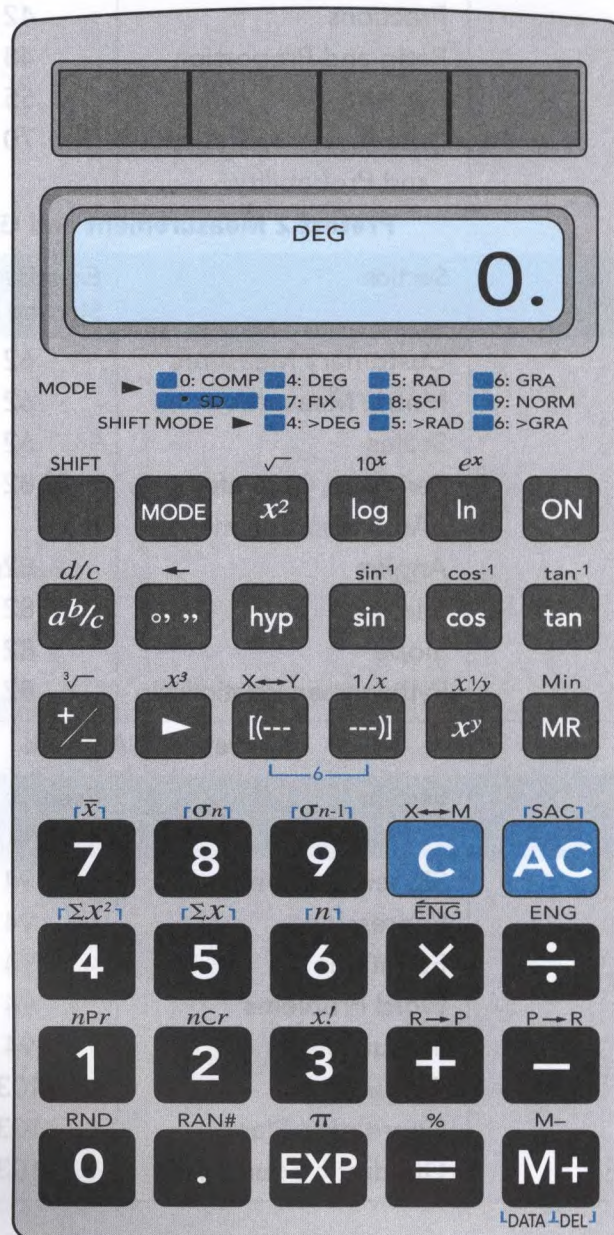 DEG
0.
MODE ► 0: COMP 4: DEG 5: RAD 6: GRA
• SD 7: FIX 8: SCI 9: NORM
SHIFT MODE ► 4: >DEG 5: >RAD 6: >GRA
SHIFT √‾ 10ˣ eˣ
MODE x² log ln ON
d/c ← sin⁻¹ cos⁻¹ tan⁻¹
aᵇ/c o, ,, hyp sin cos tan
³√‾ x³ X↔Y 1/x x¹/ʸ Min
+/− ► [(--- ---)] xʸ MR
6
x̅ σn σn-1 X↔M SAC
7 8 9 C AC
Σx² Σx n ENG ENG
4 5 6 × ÷
nPr nCr x! R→P P→R
1 2 3 + −
RND RAN# π % M−
0 . EXP = M+
DATA DEL